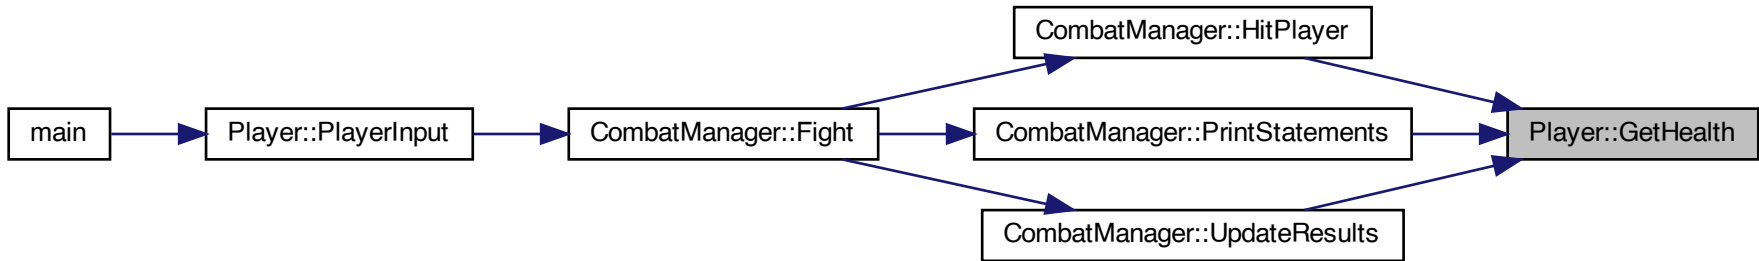 CombatManager::HitPlayer
main
Player::PlayerInput
CombatManager::Fight
CombatManager::PrintStatements
Player::GetHealth
CombatManager::UpdateResults